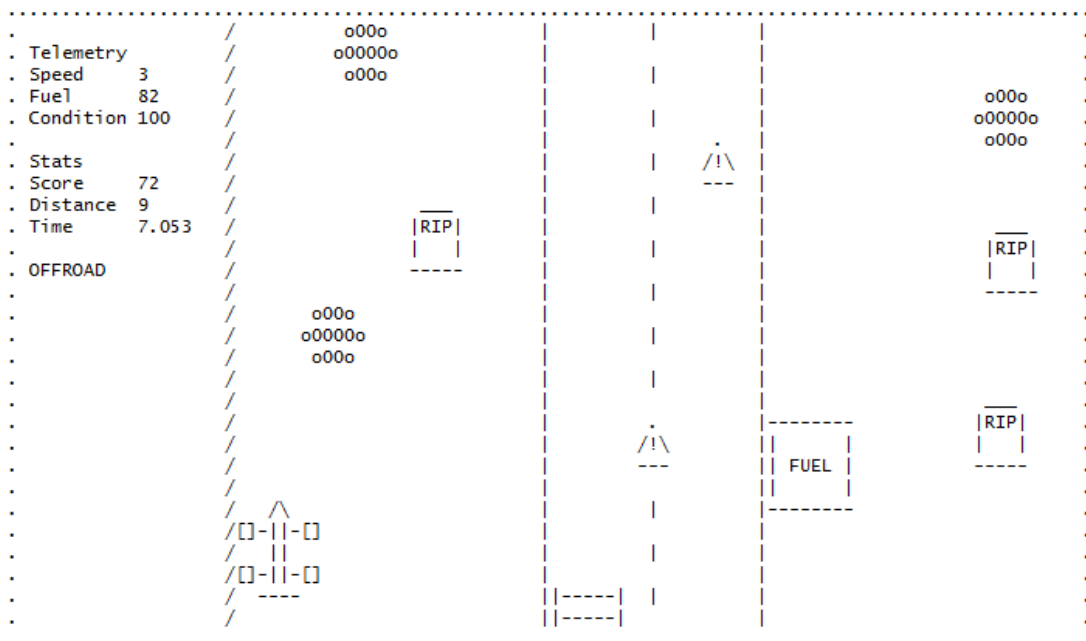 Telemetry
Speed 3
Fuel 82
Condition 100
Stats
Score 72
Distance 9
Time 7.053
RIP
RIP
OFFROAD
RIP
FUEL